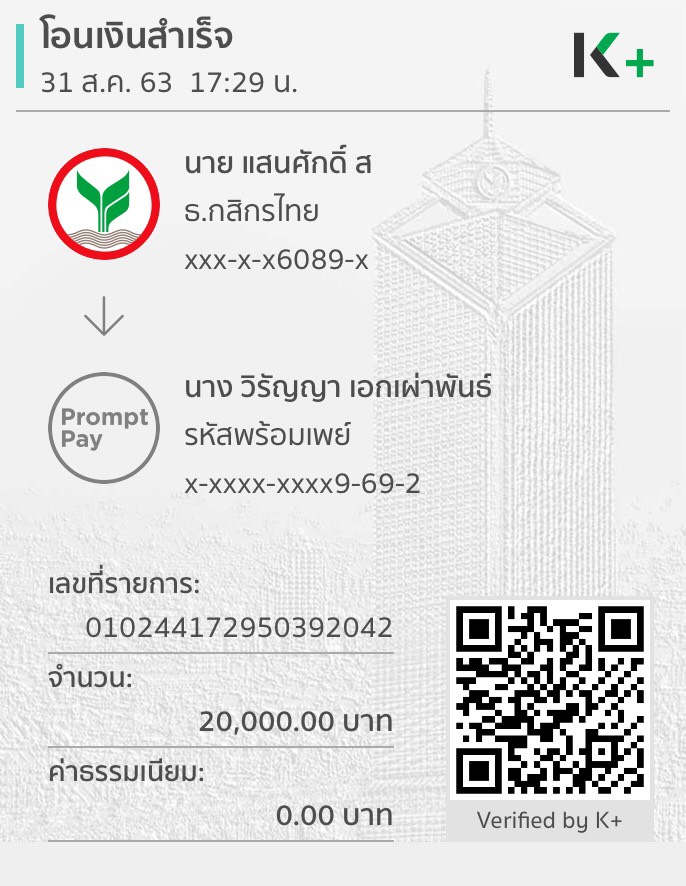 โอนเงินสำเร็จ
31 ส.ค. 63 17:29 น.
K+
นาย แสนศักดิ์ ส
ธ.กสิกรไทย
xxx-x-x6089-x
Prompt
Pay
นาง วิรัญญา เอกเผ่าพันธ์
รหัสพร้อมเพย์
x-xxxx-xxxx9-69-2
เลขที่รายการ:
010244172950392042
จำนวน:
20,000.00 บาท
ค่าธรรมเนียม:
0.00 บาท
Verified by K+